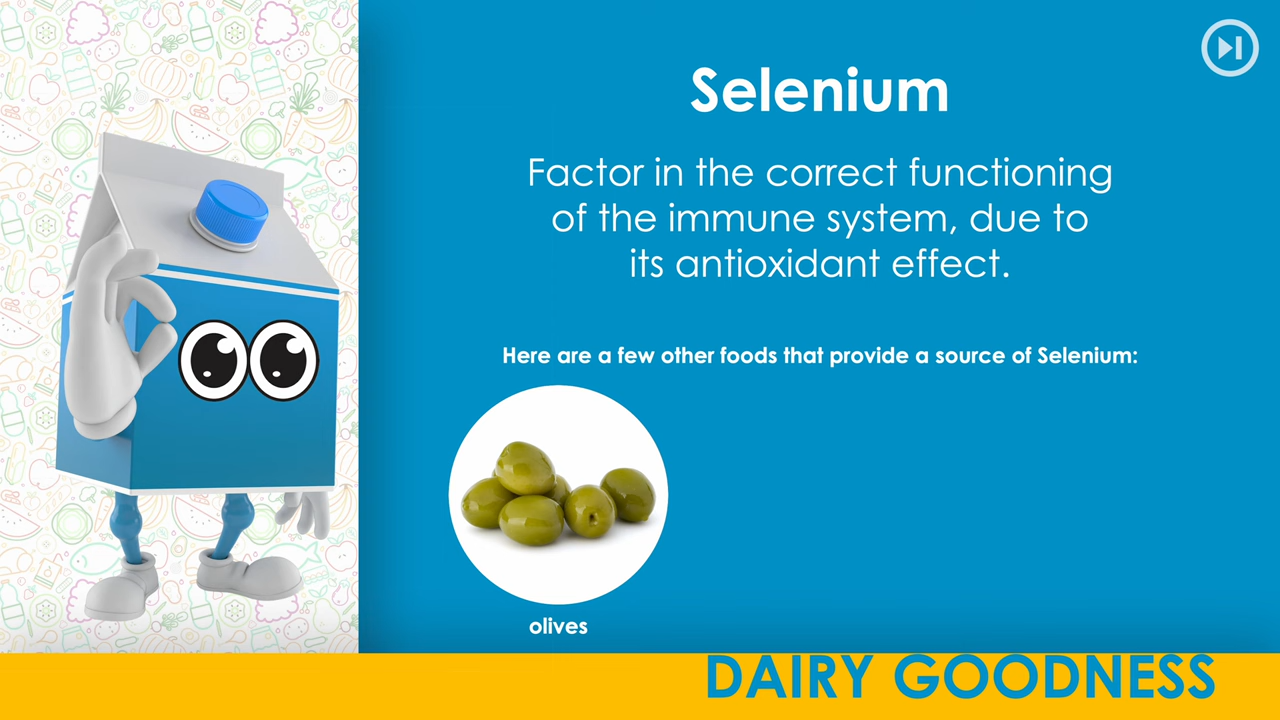 Selenium
Factor in the correct functioning
of the immune system, due to
its antioxidant effect.
Here are a few other foods that provide a source of Selenium:
olives
DAIRY GOODNESS